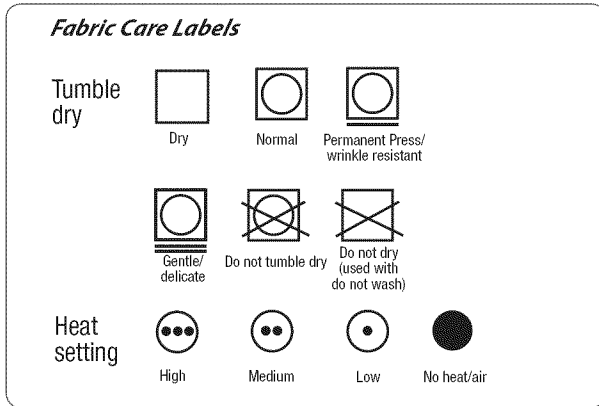 Fabric Care Labels
Tumble
dry
Dry
Normal
Permanent Press/
wrinkle resistant
Gentle/
delicate
Do not tumble dry
Do not dry
(used with
do not wash)
Heat
setting
High
Medium
Low
No heat/air